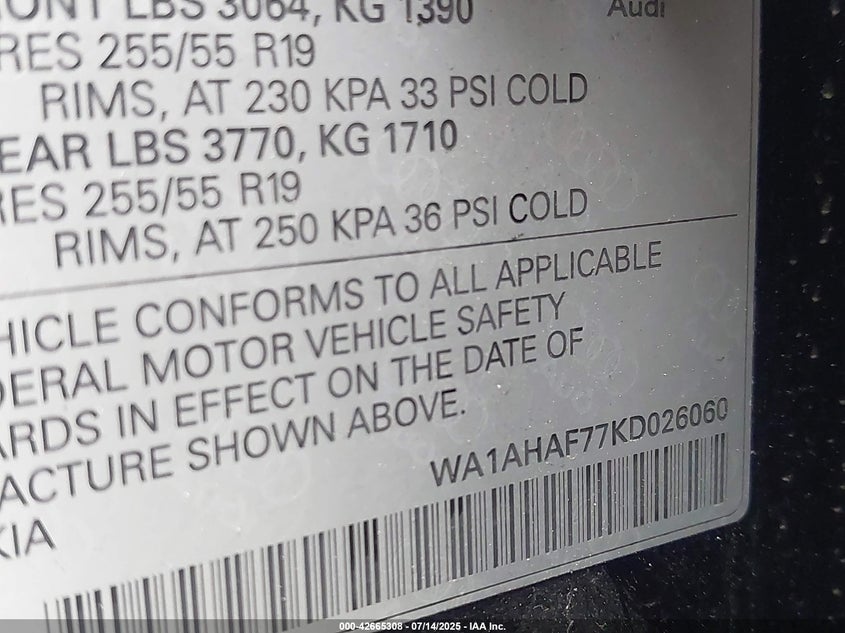 ONT LBS 3064, KG 1390
Audi
RES 255/55 R19
RIMS, AT 230 KPA 33 PSI COLD
EAR LBS 3770, KG 1710
RES 255/55 R19
RIMS, AT 250 KPA 36 PSI COLD
HICLE CONFORMS TO ALL APPLICABLE
DERAL MOTOR VEHICLE SAFETY
ARDS IN EFFECT ON THE DATE OF
ACTURE SHOWN ABOVE.
WA1AHAF77KD026060
KIA
000-42665308 - 07/14/2025 - IAA Inc.